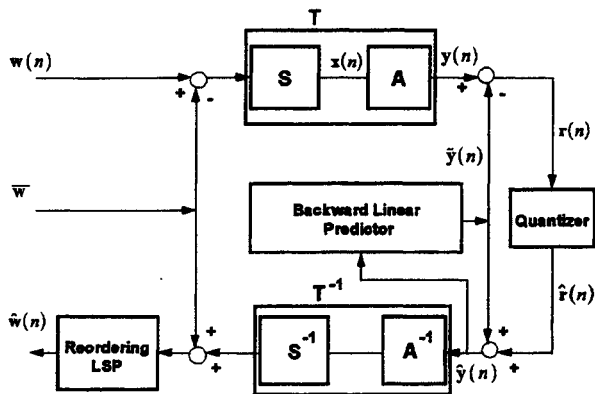 T
w(n)
+
-
S
x(n)
A
y(n)
+
-
ỹ(n)
r(n)
w̅
Backward Linear
Predictor
Quantizer
r̂(n)
T⁻¹
ŵ(n)
Reordering
LSP
+
+
S⁻¹
A⁻¹
ŷ(n)
+
+